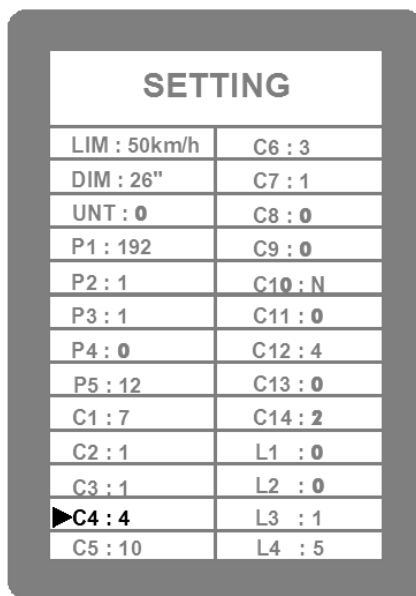 SETTING
LIM : 50km/h
DIM : 26"
UNT : 0
P1 : 192
P2 : 1
P3 : 1
P4 : 0
P5 : 12
C1 : 7
C2 : 1
C3 : 1
▶C4 : 4
C5 : 10
C6 : 3
C7 : 1
C8 : 0
C9 : 0
C10 : N
C11 : 0
C12 : 4
C13 : 0
C14 : 2
L1 : 0
L2 : 0
L3 : 1
L4 : 5